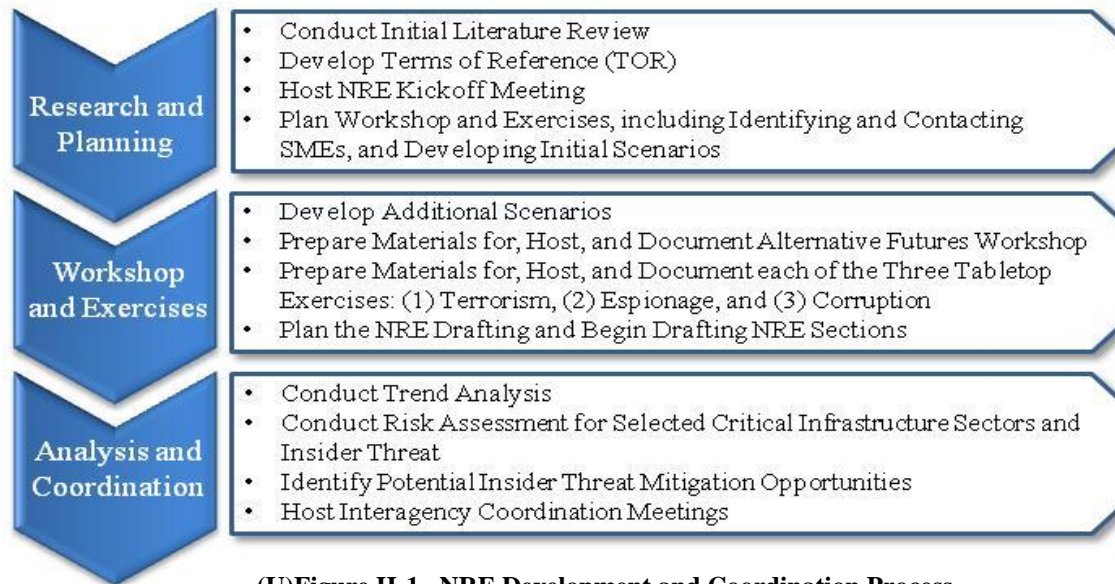 Research and
Planning
• Conduct Initial Literature Review
• Develop Terms of Reference (TOR)
• Host NRE Kickoff Meeting
• Plan Workshop and Exercises, including Identifying and Contacting
SMEs, and Developing Initial Scenarios
Workshop
and Exercises
• Develop Additional Scenarios
• Prepare Materials for, Host, and Document Alternative Futures Workshop
• Prepare Materials for, Host, and Document each of the Three Tabletop
Exercises: (1) Terrorism, (2) Espionage, and (3) Corruption
• Plan the NRE Drafting and Begin Drafting NRE Sections
Analysis and
Coordination
• Conduct Trend Analysis
• Conduct Risk Assessment for Selected Critical Infrastructure Sectors and
Insider Threat
• Identify Potential Insider Threat Mitigation Opportunities
• Host Interagency Coordination Meetings
(U)Figure II-1. NRE Development and Coordination Process